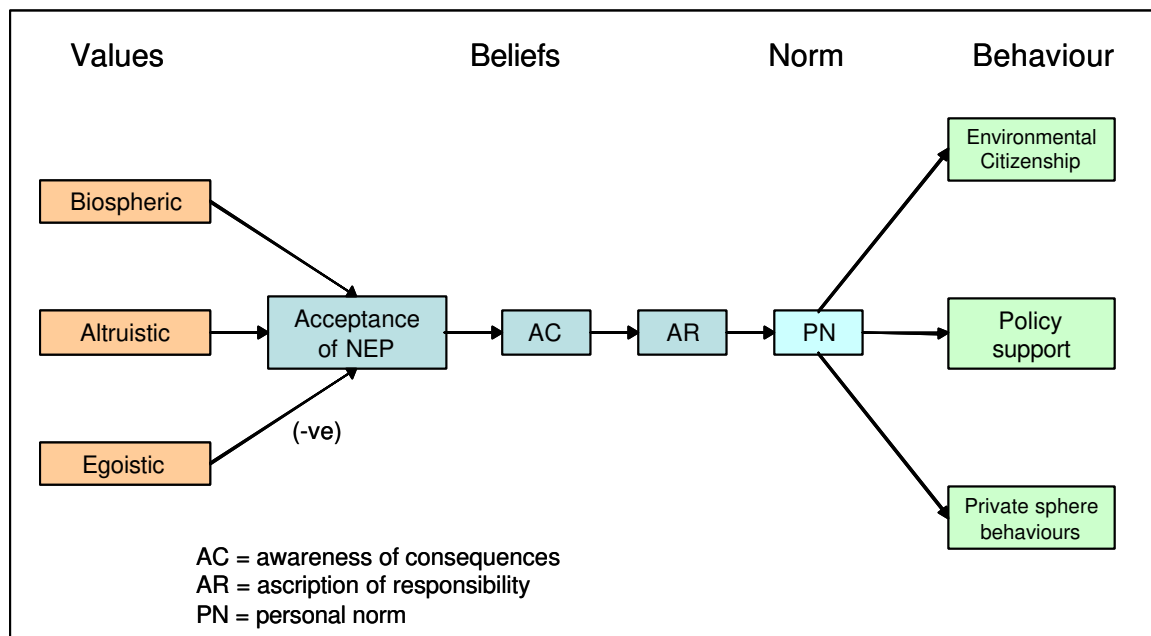 Values
Beliefs
Norm
Behaviour
Environmental
Citizenship
Biospheric
Altruistic
Acceptance
of NEP
AC
AR
PN
Policy
support
(-ve)
Egoistic
Private sphere
behaviours
AC = awareness of consequences
AR = ascription of responsibility
PN = personal norm